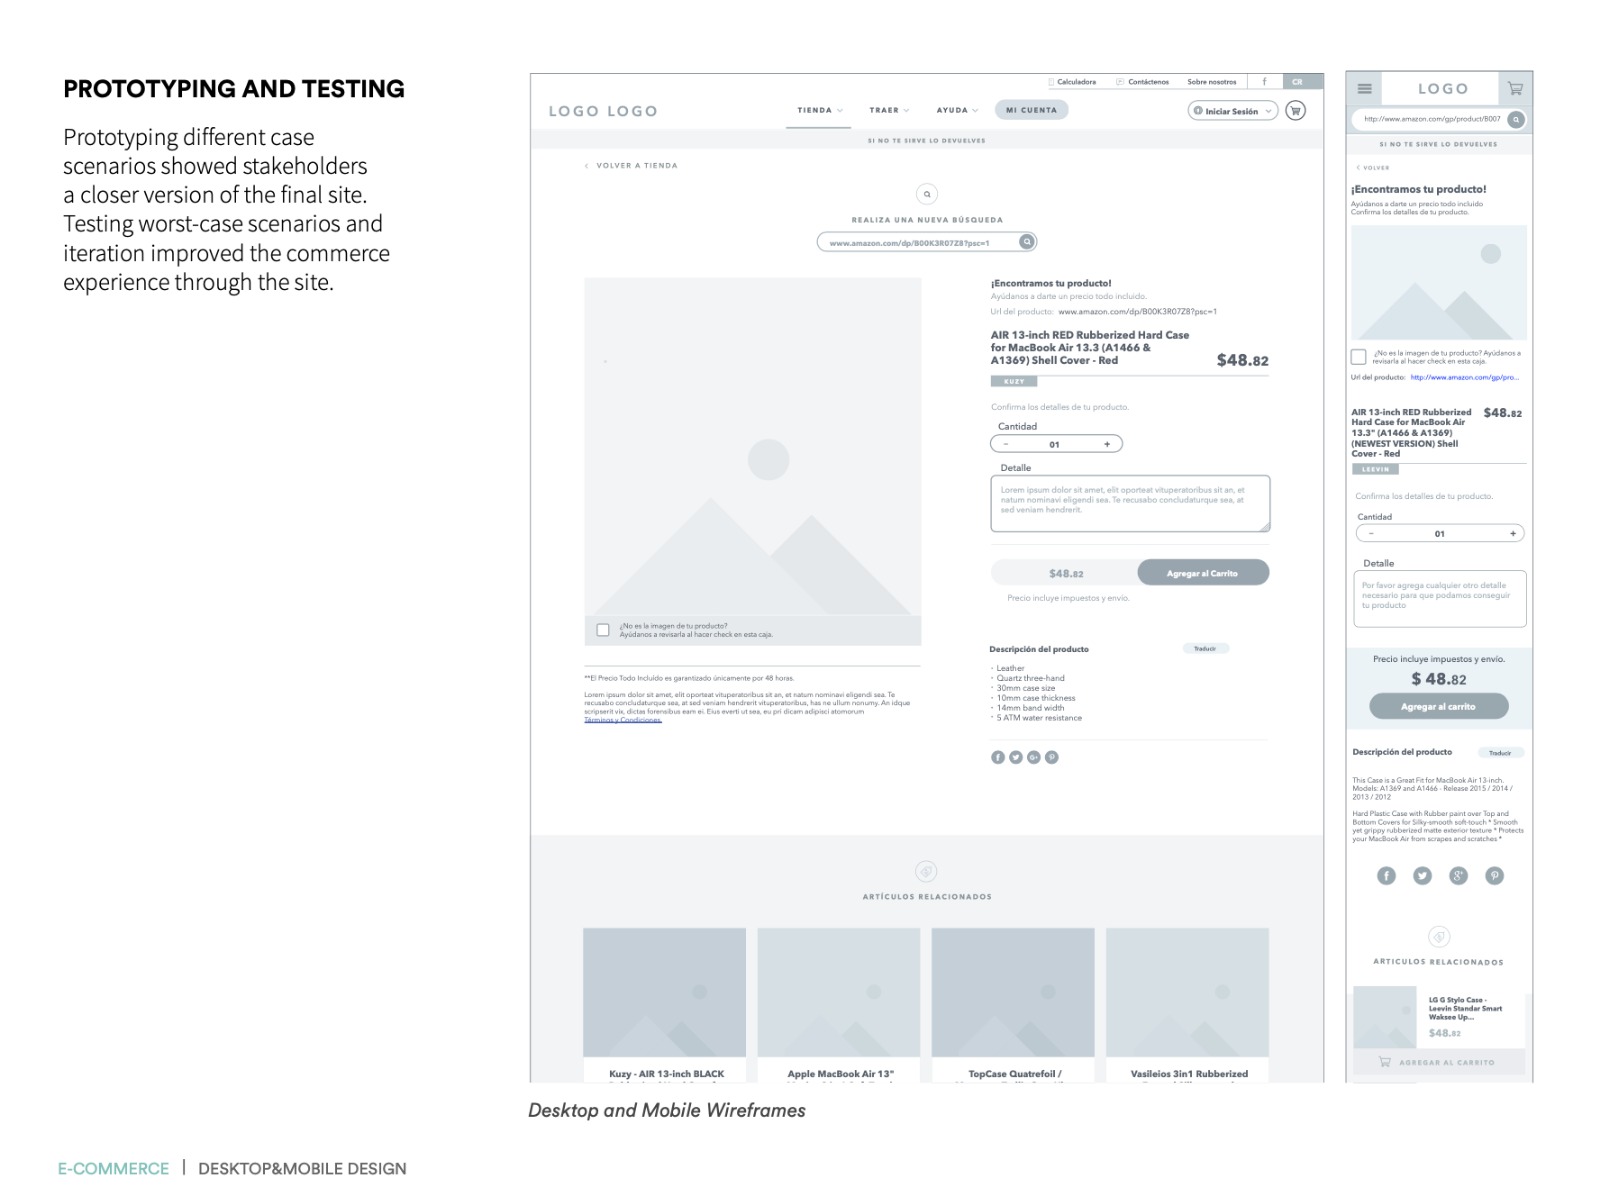 PROTOTYPING AND TESTING
Prototyping different case
scenarios showed stakeholders
a closer version of the final site.
Testing worst-case scenarios and
iteration improved the commerce
experience through the site.
Calculadora
Contáctenos
Sobre nosotros
f
CR
LOGO LOGO
TIENDA
TRAER
AYUDA
MI CUENTA
Iniciar Sesión
SI NO TE SIRVE LO DEVUELVES
VOLVER A TIENDA
REALIZA UNA NUEVA BÚSQUEDA
www.amazon.com/dp/B00K3R07Z8?psc=1
¿No es la imagen de tu producto?
Ayúdanos a revisarla al hacer check en esta caja.
**El Precio Todo Incluido es garantizado únicamente por 48 horas.
Lorem ipsum dolor sit amet, elit oporteat vituperatoribus sit an, et natum nominavi eligendi sea. Te
recusabo concludaturque sea, at sed veniam hendrerit vituperatoribus, has ne ullum nonumy. An idque
scripserit vix, dictas forensibus eam ei. Eius everti ut sea, eu pri dicam adipisci atomorum
Términos y Condiciones.
¡Encontramos tu producto!
Ayúdanos a darte un precio todo incluido.
Url del producto: www.amazon.com/dp/B00K3R07Z8?psc=1
AIR 13-inch RED Rubberized Hard Case
for MacBook Air 13.3 (A1466 &
A1369) Shell Cover - Red
$48.82
KUZY
Confirma los detalles de tu producto.
Cantidad
- 01 +
Detalle
Lorem ipsum dolor sit amet, elit oporteat vituperatoribus sit an, et
natum nominavi eligendi sea. Te recusabo concludaturque sea, at
sed veniam hendrerit.
$48.82
Agregar al Carrito
Precio incluye impuestos y envío.
Descripción del producto
Traducir
· Leather
· Quartz three-hand
· 30mm case size
· 10mm case thickness
· 14mm band width
· 5 ATM water resistance
ARTÍCULOS RELACIONADOS
Kuzy - AIR 13-inch BLACK
Apple MacBook Air 13"
TopCase Quatrefoil /
Vasileios 3in1 Rubberized
LOGO
http://www.amazon.com/gp/product/B007
SI NO TE SIRVE LO DEVUELVES
VOLVER
¡Encontramos tu producto!
Ayúdanos a darte un precio todo incluido
Confirma los detalles de tu producto.
¿No es la imagen de tu producto? Ayúdanos a
revisarla al hacer check en esta caja.
Url del producto: http://www.amazon.com/gp/pro...
AIR 13-inch RED Rubberized
Hard Case for MacBook Air
13.3" (A1466 & A1369)
(NEWEST VERSION) Shell
Cover - Red
$48.82
LEEVIN
Confirma los detalles de tu producto.
Cantidad
- 01 +
Detalle
Por favor agrega cualquier otro detalle
necesario para que podamos conseguir
tu producto
Precio incluye impuestos y envío.
$ 48.82
Agregar al carrito
Descripción del producto
Traducir
This Case is a Great Fit for MacBook Air 13-inch.
Models: A1369 and A1466 - Release 2015 / 2014 /
2013 / 2012
Hard Plastic Case with Rubber paint over Top and
Bottom Covers for Silky-smooth soft-touch * Smooth
yet grippy rubberized matte exterior texture * Protects
your MacBook Air from scrapes and scratches *
ARTICULOS RELACIONADOS
LG G Stylo Case -
Leevin Standar Smart
Waksee Up...
$48.82
AGREGAR AL CARRITO
Desktop and Mobile Wireframes
E-COMMERCE | DESKTOP&MOBILE DESIGN